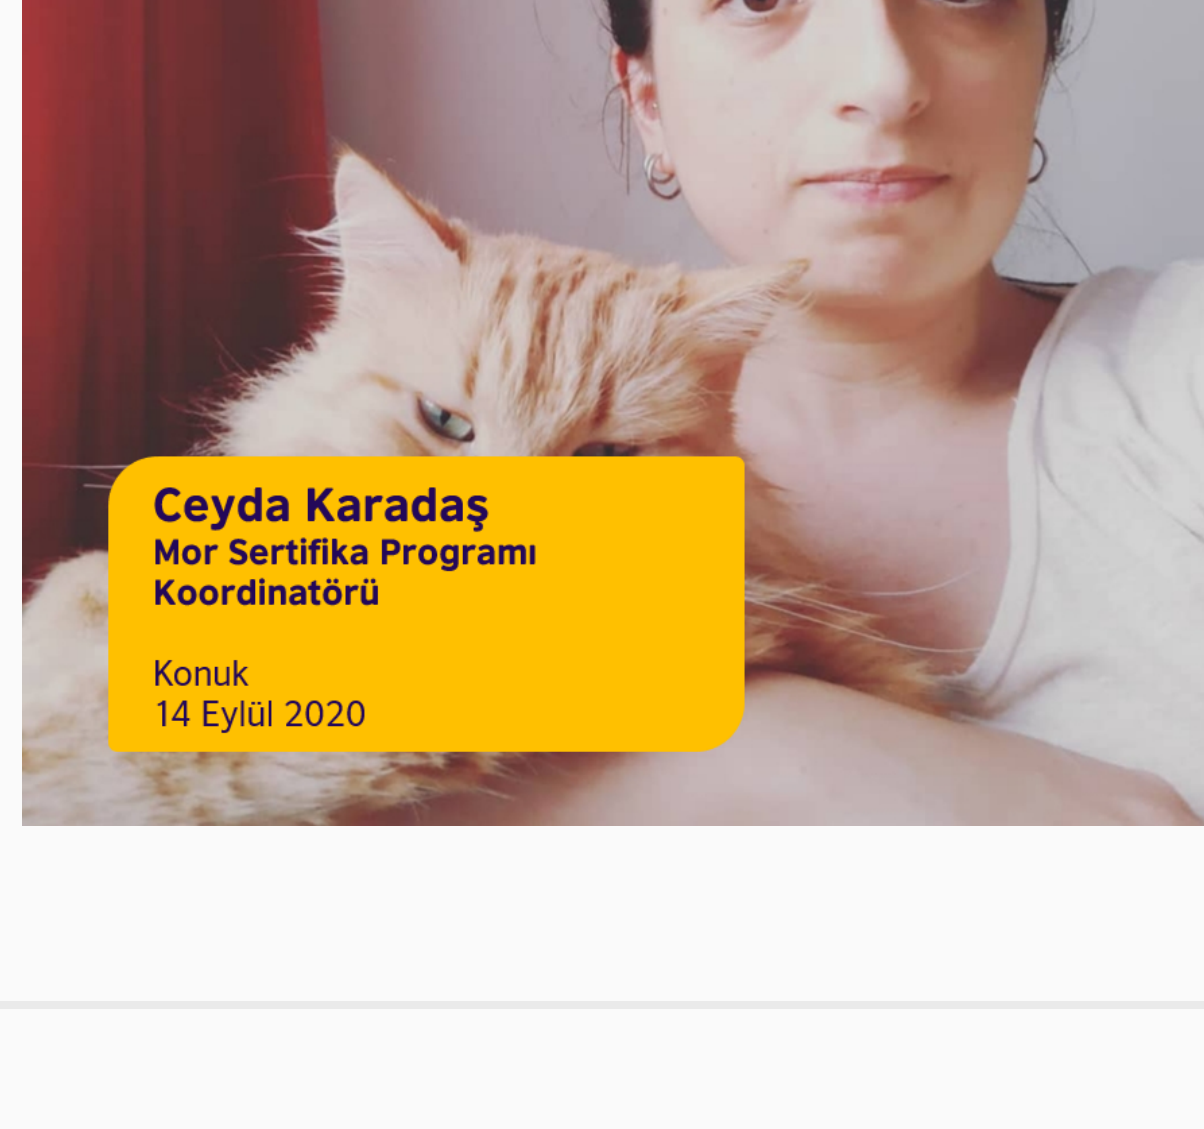 Ceyda Karadaş
Mor Sertifika Programı
Koordinatörü
Konuk
14 Eylül 2020